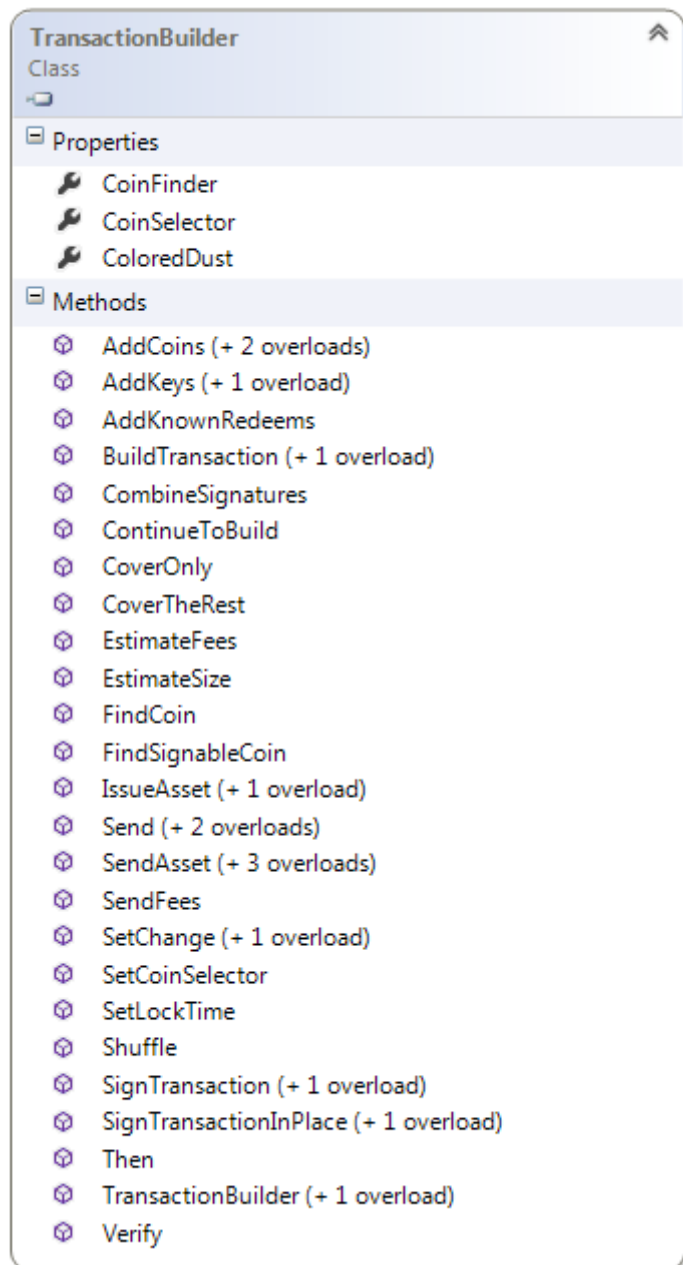 TransactionBuilder
Class
Properties
CoinFinder
CoinSelector
ColoredDust
Methods
AddCoins (+ 2 overloads)
AddKeys (+ 1 overload)
AddKnownRedeems
BuildTransaction (+ 1 overload)
CombineSignatures
ContinueToBuild
CoverOnly
CoverTheRest
EstimateFees
EstimateSize
FindCoin
FindSignableCoin
IssueAsset (+ 1 overload)
Send (+ 2 overloads)
SendAsset (+ 3 overloads)
SendFees
SetChange (+ 1 overload)
SetCoinSelector
SetLockTime
Shuffle
SignTransaction (+ 1 overload)
SignTransactionInPlace (+ 1 overload)
Then
TransactionBuilder (+ 1 overload)
Verify